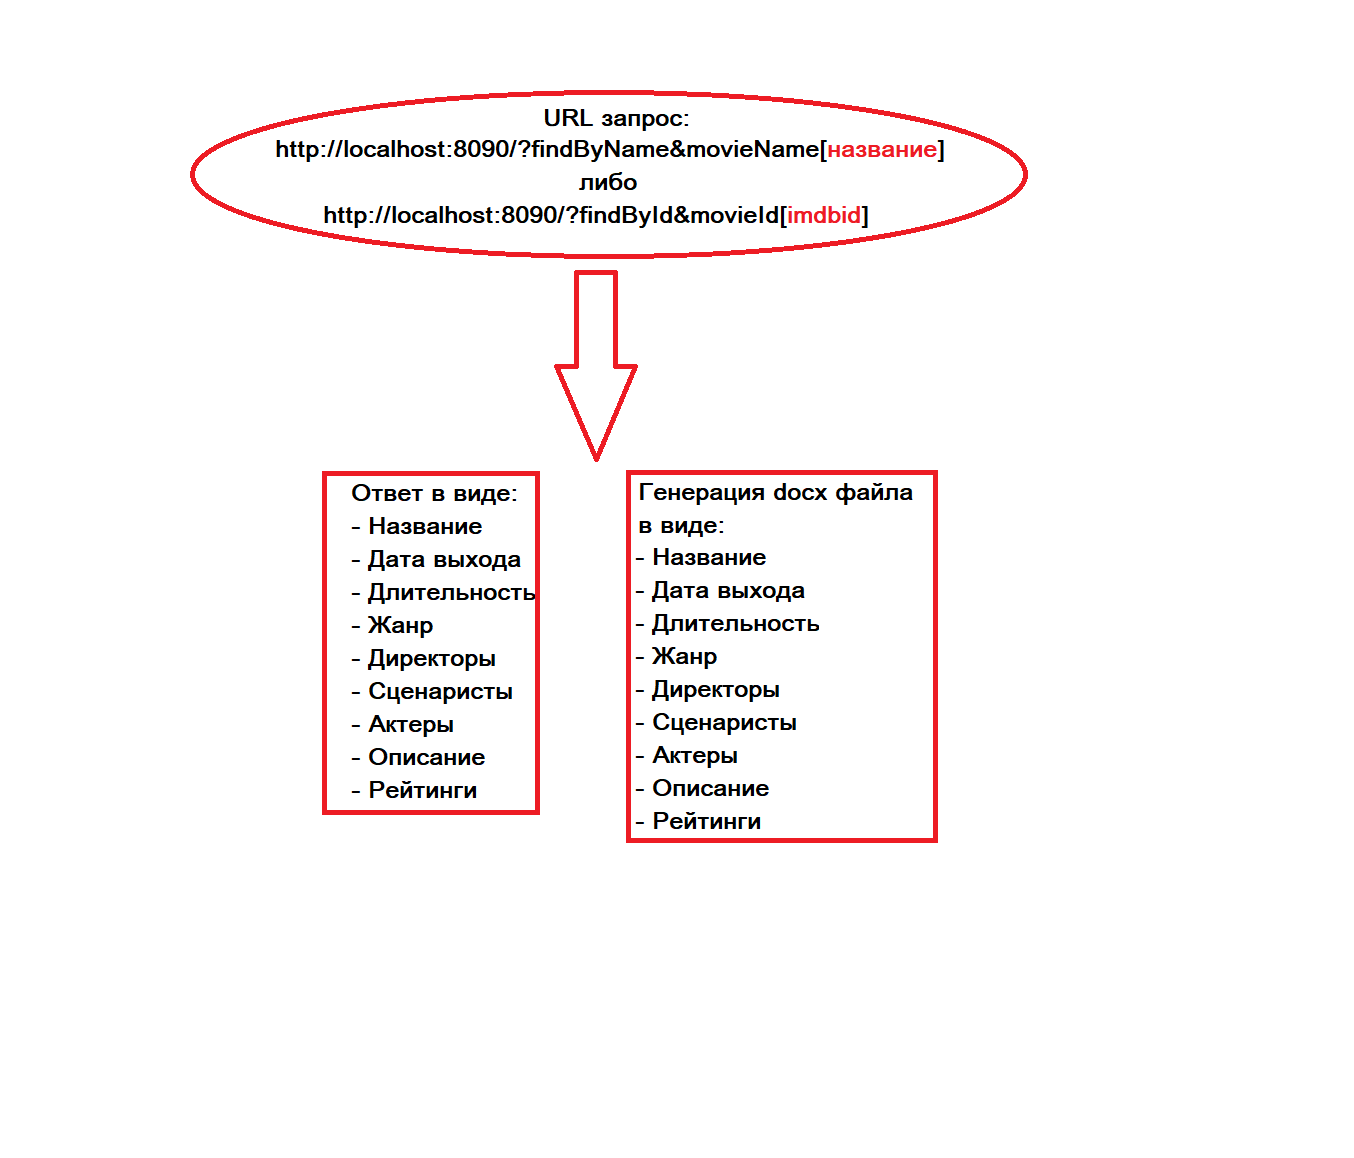 URL запрос:
http://localhost:8090/?findByName&movieName[название]
либо
http://localhost:8090/?findById&movieId[imdbid]
Ответ в виде:
- Название
- Дата выхода
- Длительность
- Жанр
- Директоры
- Сценаристы
- Актеры
- Описание
- Рейтинги
Генерация docx файла
в виде:
- Название
- Дата выхода
- Длительность
- Жанр
- Директоры
- Сценаристы
- Актеры
- Описание
- Рейтинги